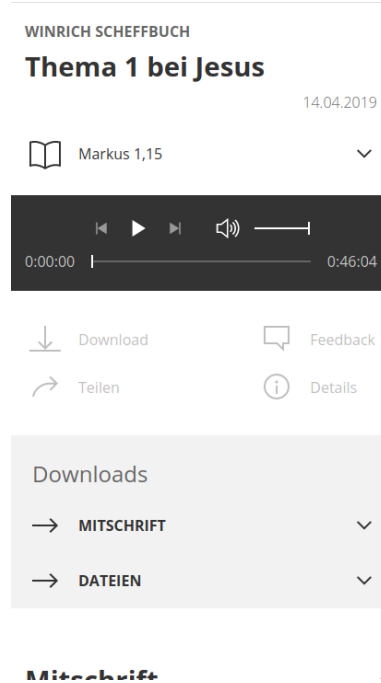 WINRICH SCHEFFBUCH
Thema 1 bei Jesus
14.04.2019
Markus 1,15
0:00:00 0:46:04
Download Feedback
Teilen Details
Downloads
MITSCHRIFT
DATEIEN
Mitschrift